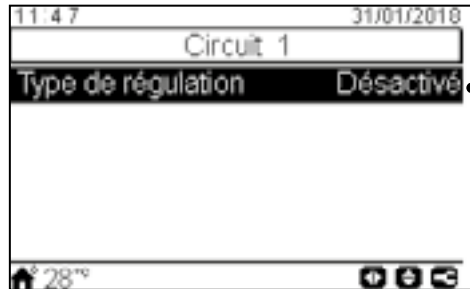 11:47 31/01/2018
Circuit 1
Type de régulation Désactivé
28°C